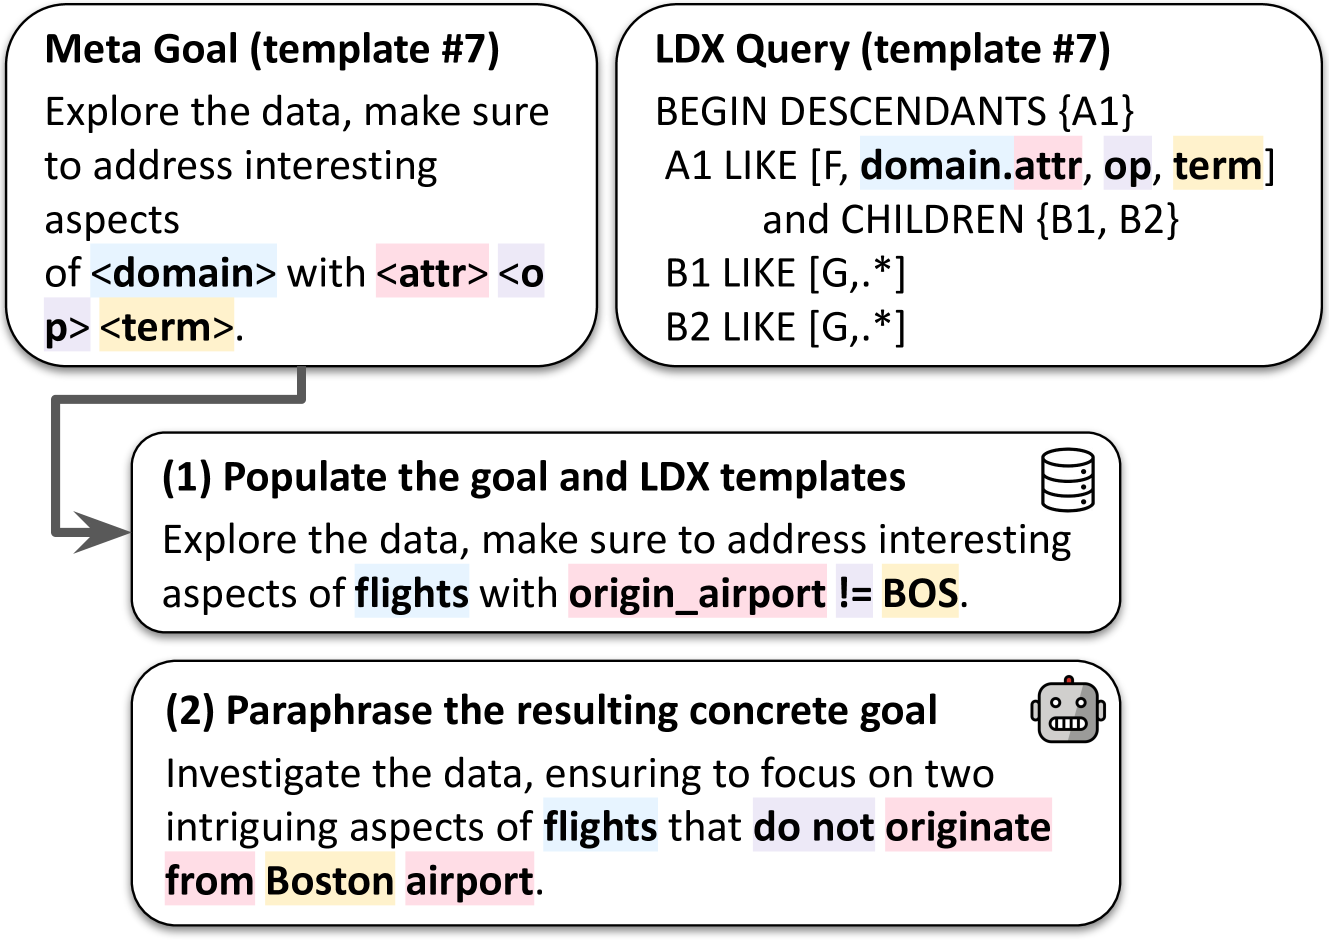 Meta Goal (template #7)
Explore the data, make sure
to address interesting
aspects
of <domain> with <attr> <o
p> <term>.
LDX Query (template #7)
BEGIN DESCENDANTS {A1}
A1 LIKE [F, domain.attr, op, term]
and CHILDREN {B1, B2}
B1 LIKE [G,.*]
B2 LIKE [G,.*]
(1) Populate the goal and LDX templates
Explore the data, make sure to address interesting
aspects of flights with origin_airport != BOS.
(2) Paraphrase the resulting concrete goal
Investigate the data, ensuring to focus on two
intriguing aspects of flights that do not originate
from Boston airport.